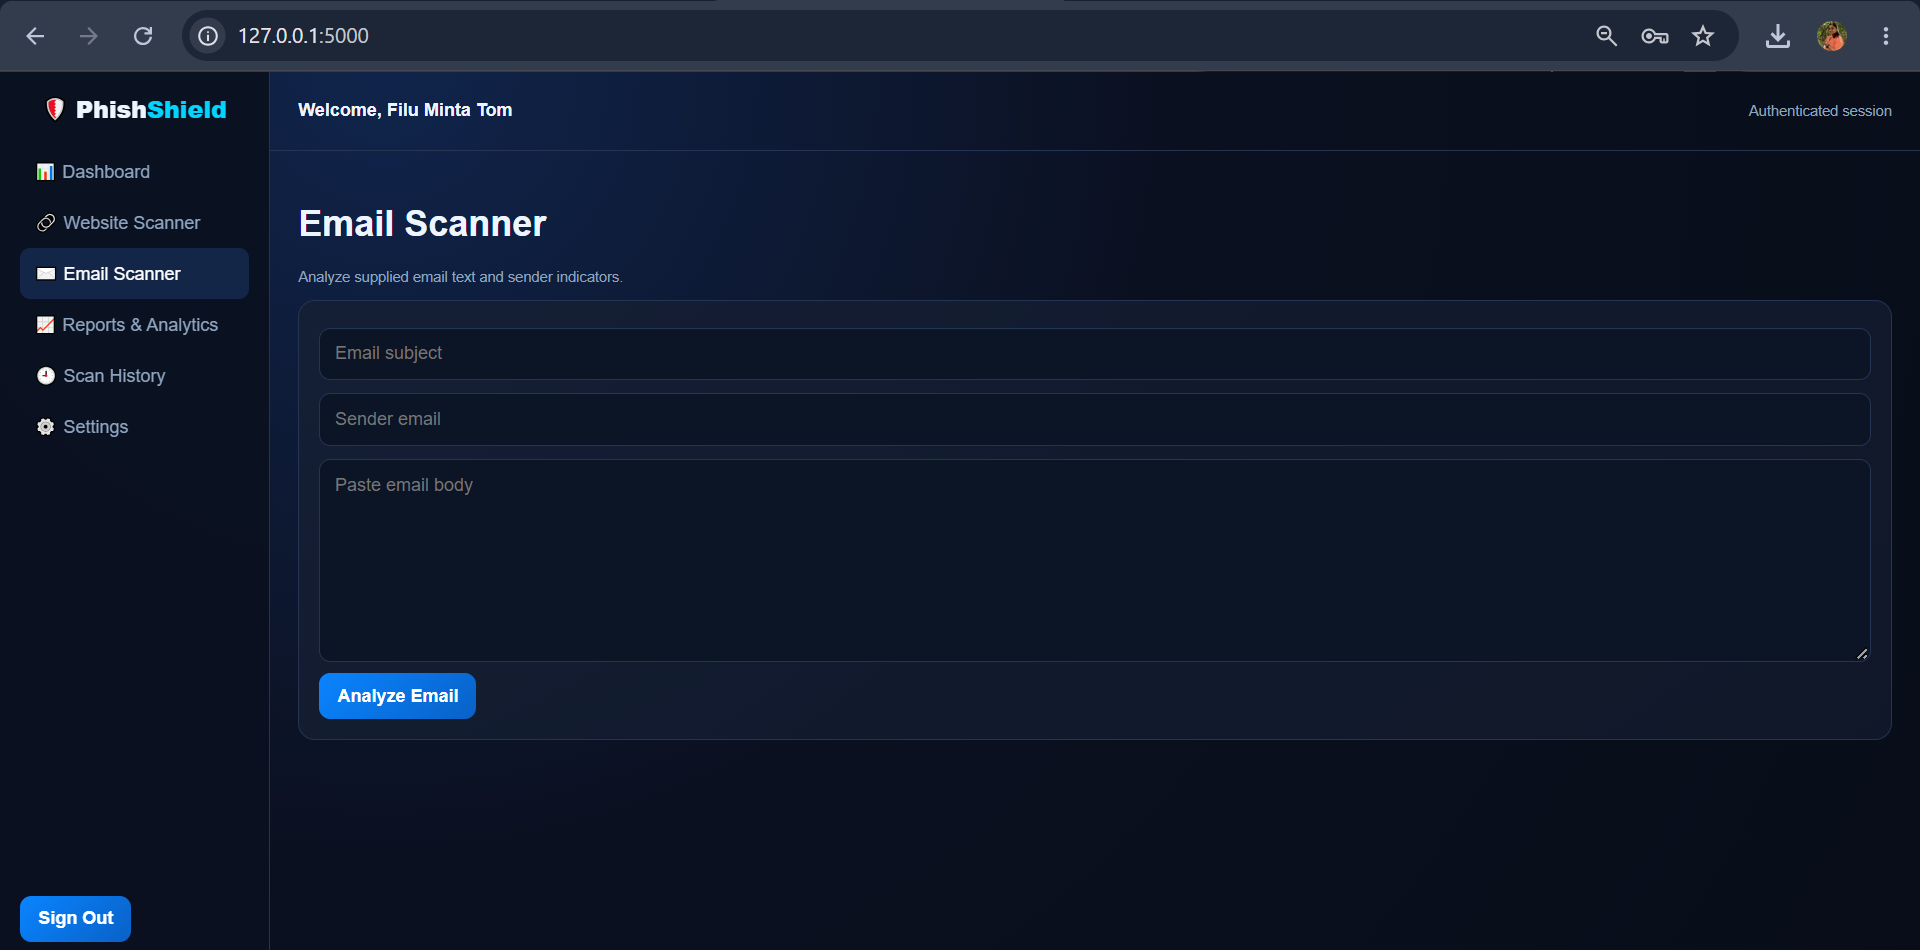 127.0.0.1:5000
PhishShield
Welcome, Filu Minta Tom
Authenticated session
Dashboard
Website Scanner
Email Scanner
Reports & Analytics
Scan History
Settings
Sign Out
Email Scanner
Analyze supplied email text and sender indicators.
Email subject
Sender email
Paste email body
Analyze Email